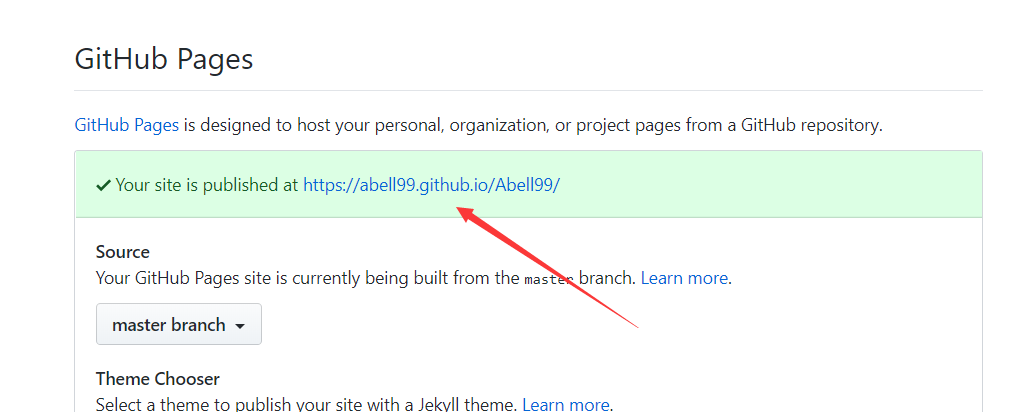 GitHub Pages
GitHub Pages is designed to host your personal, organization, or project pages from a GitHub repository.
✓ Your site is published at https://abell99.github.io/Abell99/
Source
Your GitHub Pages site is currently being built from the master branch. Learn more.
master branch
Theme Chooser
Select a theme to publish your site with a Jekyll theme. Learn more.